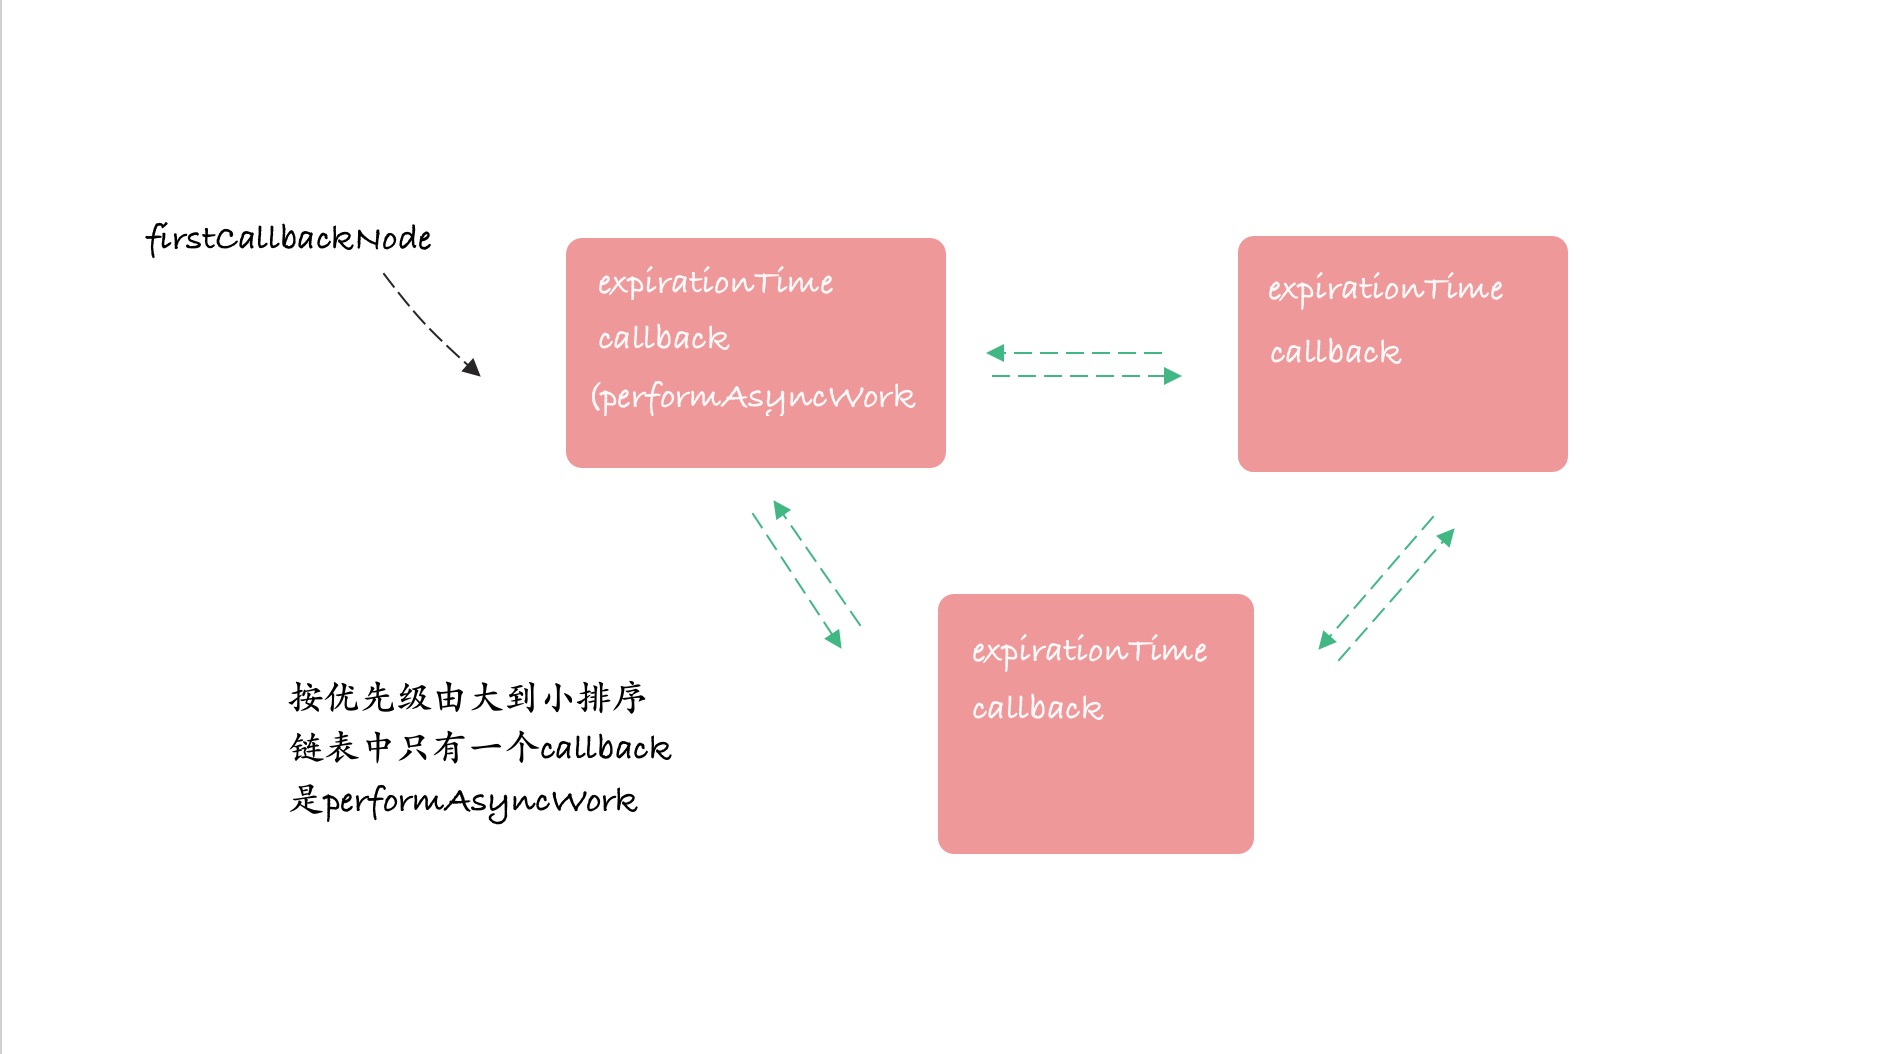 firstCallbackNode
expirationTime
callback
(performAsyncWork
expirationTime
callback
expirationTime
callback
按优先级由大到小排序
链表中只有一个callback
是performAsyncWork